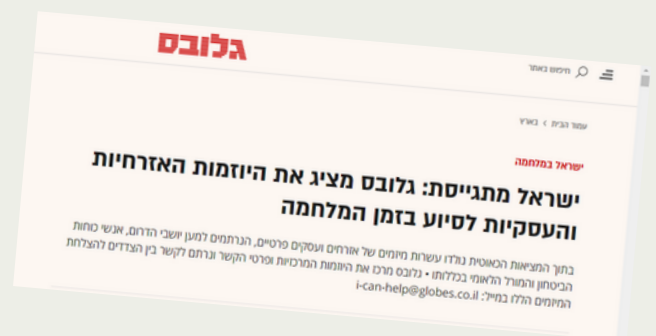 גלובס
חיפוש באתר
עמוד הבית > בארץ
ישראל במלחמה
ישראל מתגייסת: גלובס מציג את היוזמות האזרחיות
והעסקיות לסיוע בזמן המלחמה
בתוך המציאות הכאוטית נולדו עשרות מיזמים של אזרחים ועסקים פרטיים, הנרתמים למען יושבי הדרום, אנשי כוחות
הביטחון והמורל הלאומי בכללותו • גלובס מרכז את היוזמות המרכזיות ופרטי הקשר ונרתם לקשר בין הצדדים להצלחת
המיזמים הללו במייל: i-can-help@globes.co.il